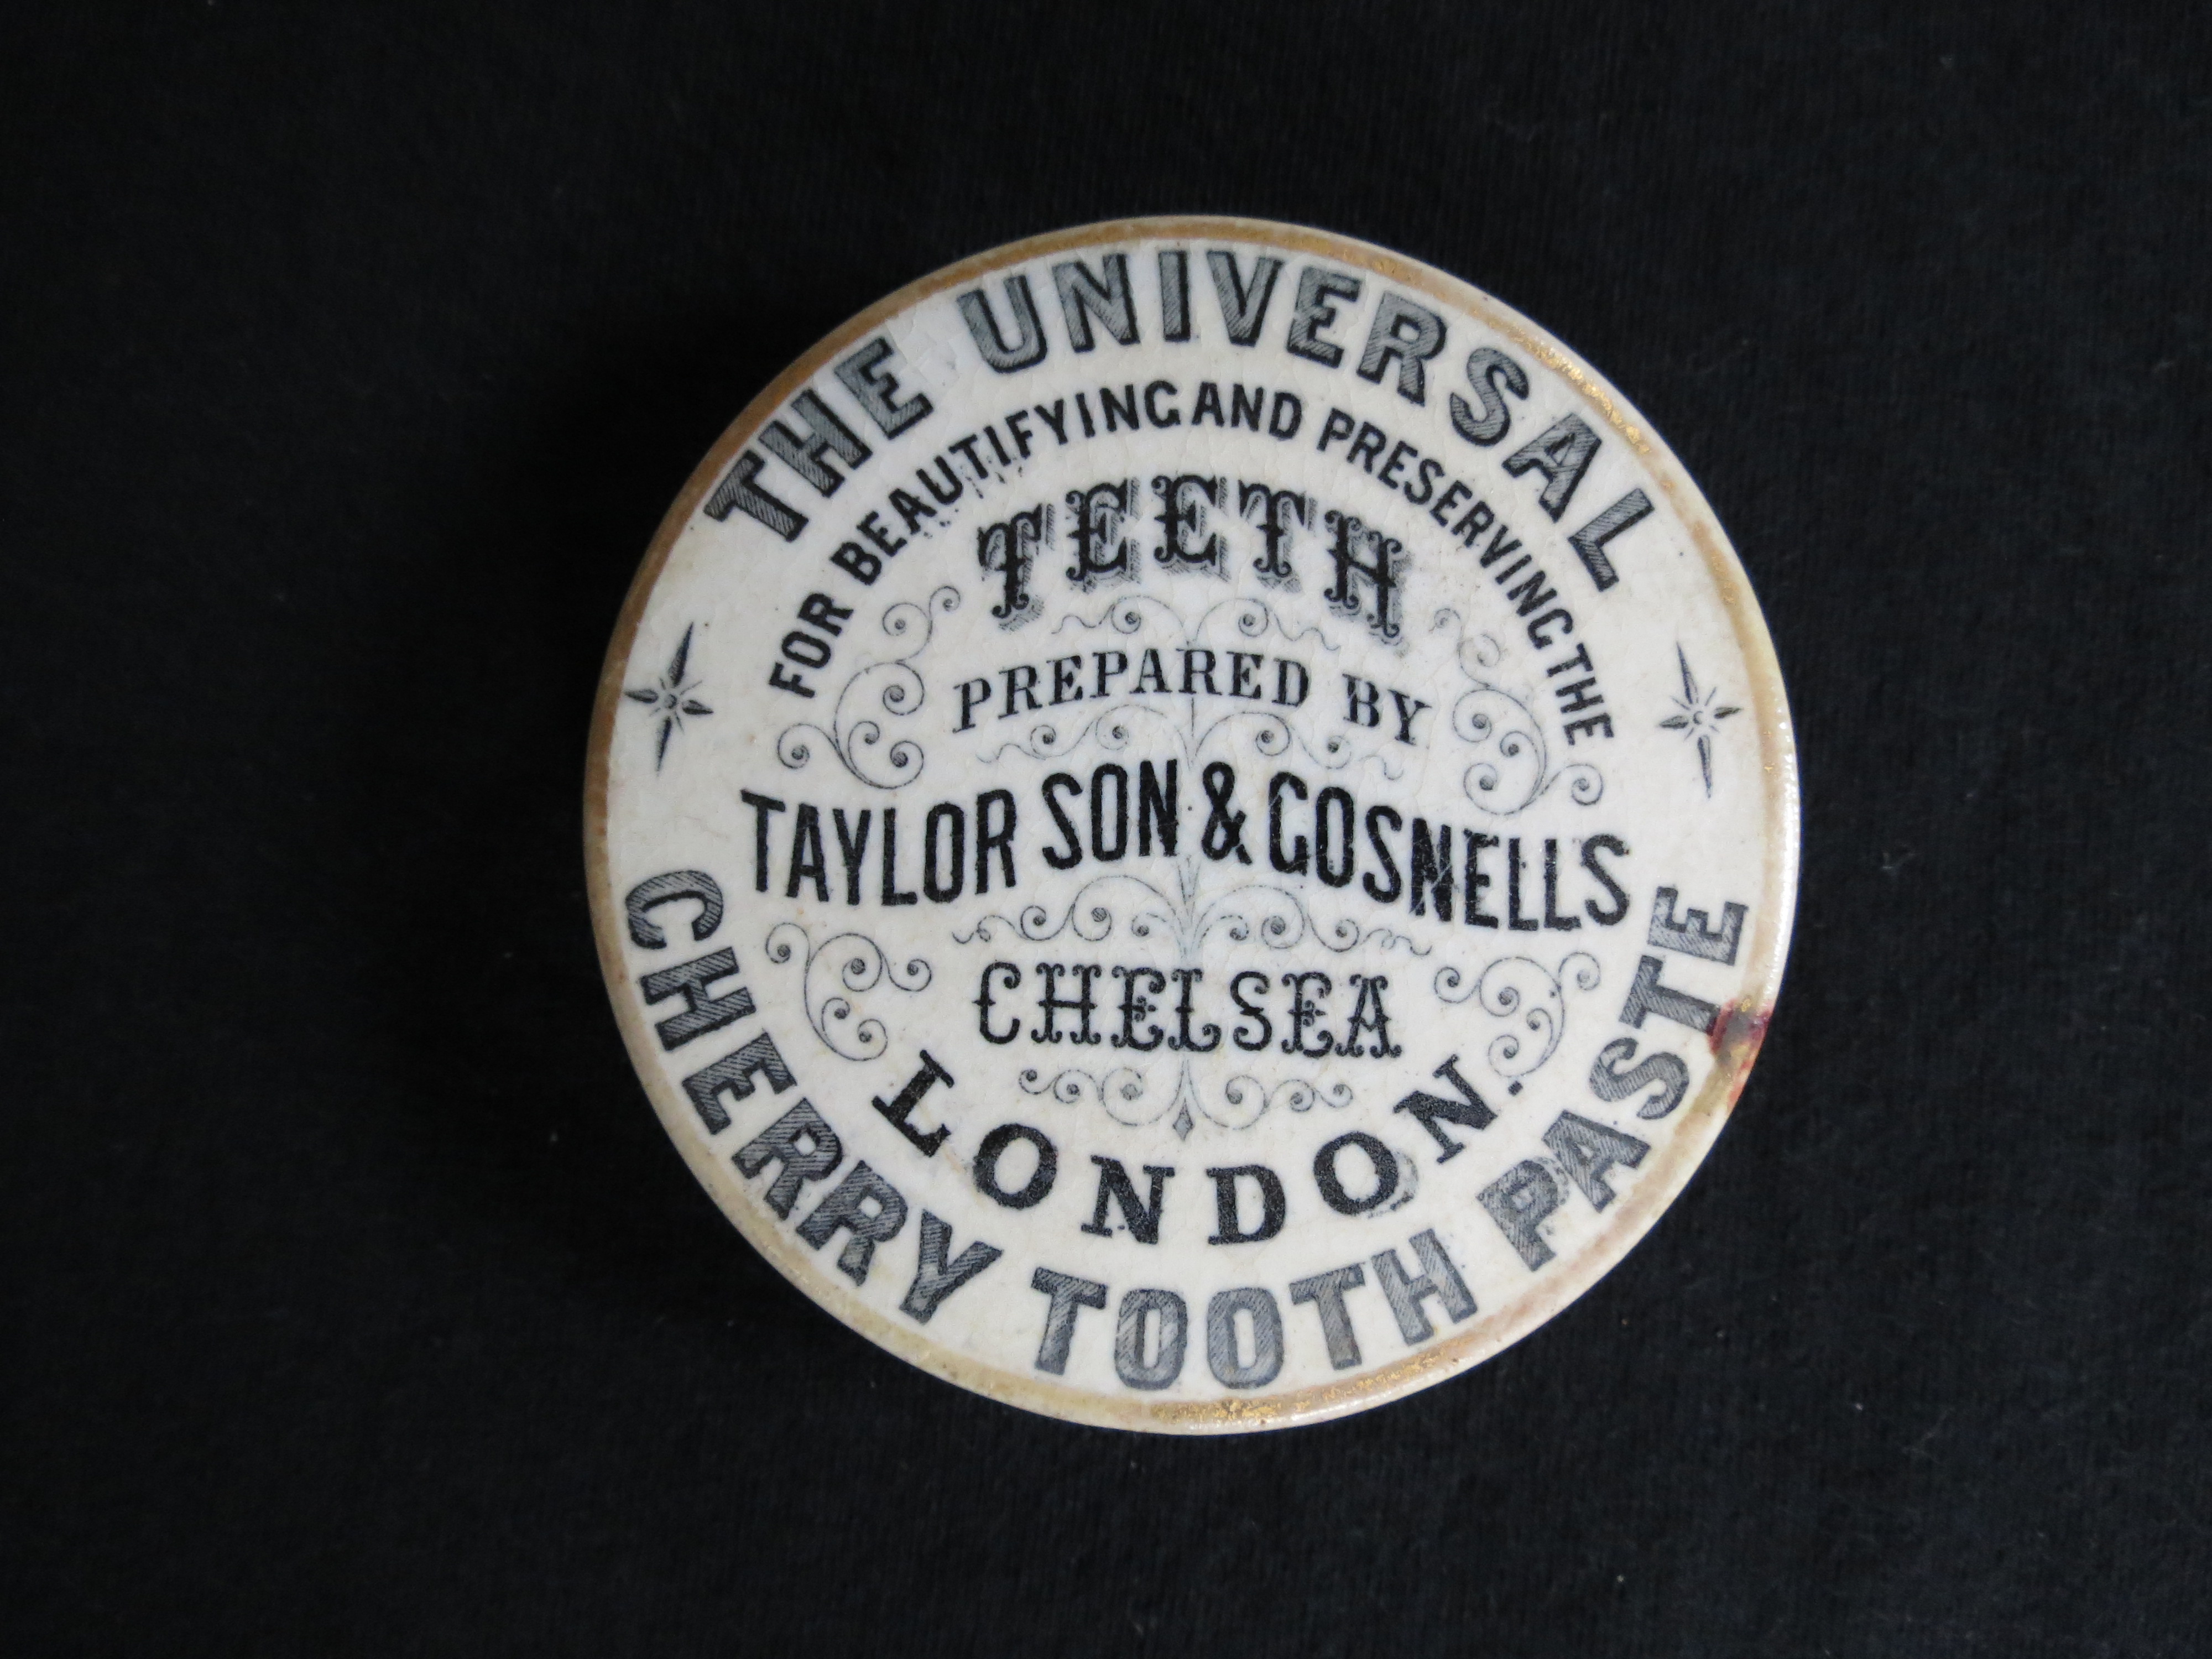 THE UNIVERSAL
FOR BEAUTIFYING AND PRESERVING THE
TEETH
PREPARED BY
TAYLOR SON & GOSNELLS
CHELSEA
LONDON.
CHERRY TOOTH PASTE